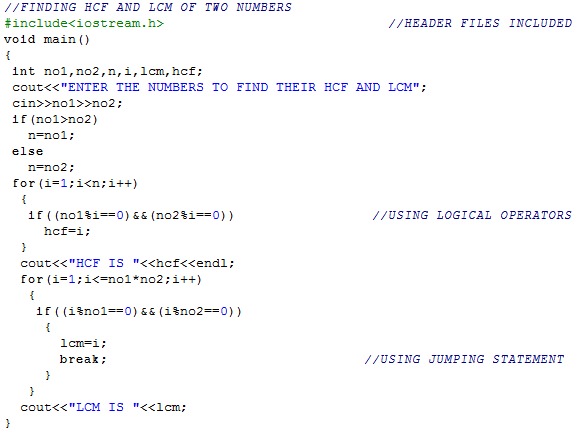 //FINDING HCF AND LCM OF TWO NUMBERS
#include<iostream.h> //HEADER FILES INCLUDED
void main()
{
int no1,no2,n,i,lcm,hcf;
cout<<"ENTER THE NUMBERS TO FIND THEIR HCF AND LCM";
cin>>no1>>no2;
if(no1>no2)
n=no1;
else
n=no2;
for(i=1;i<n;i++)
{
if((no1%i==0)&&(no2%i==0)) //USING LOGICAL OPERATORS
hcf=i;
}
cout<<"HCF IS "<<hcf<<endl;
for(i=1;i<=no1*no2;i++)
{
if((i%no1==0)&&(i%no2==0))
{
lcm=i;
break; //USING JUMPING STATEMENT
}
}
cout<<"LCM IS "<<lcm;
}